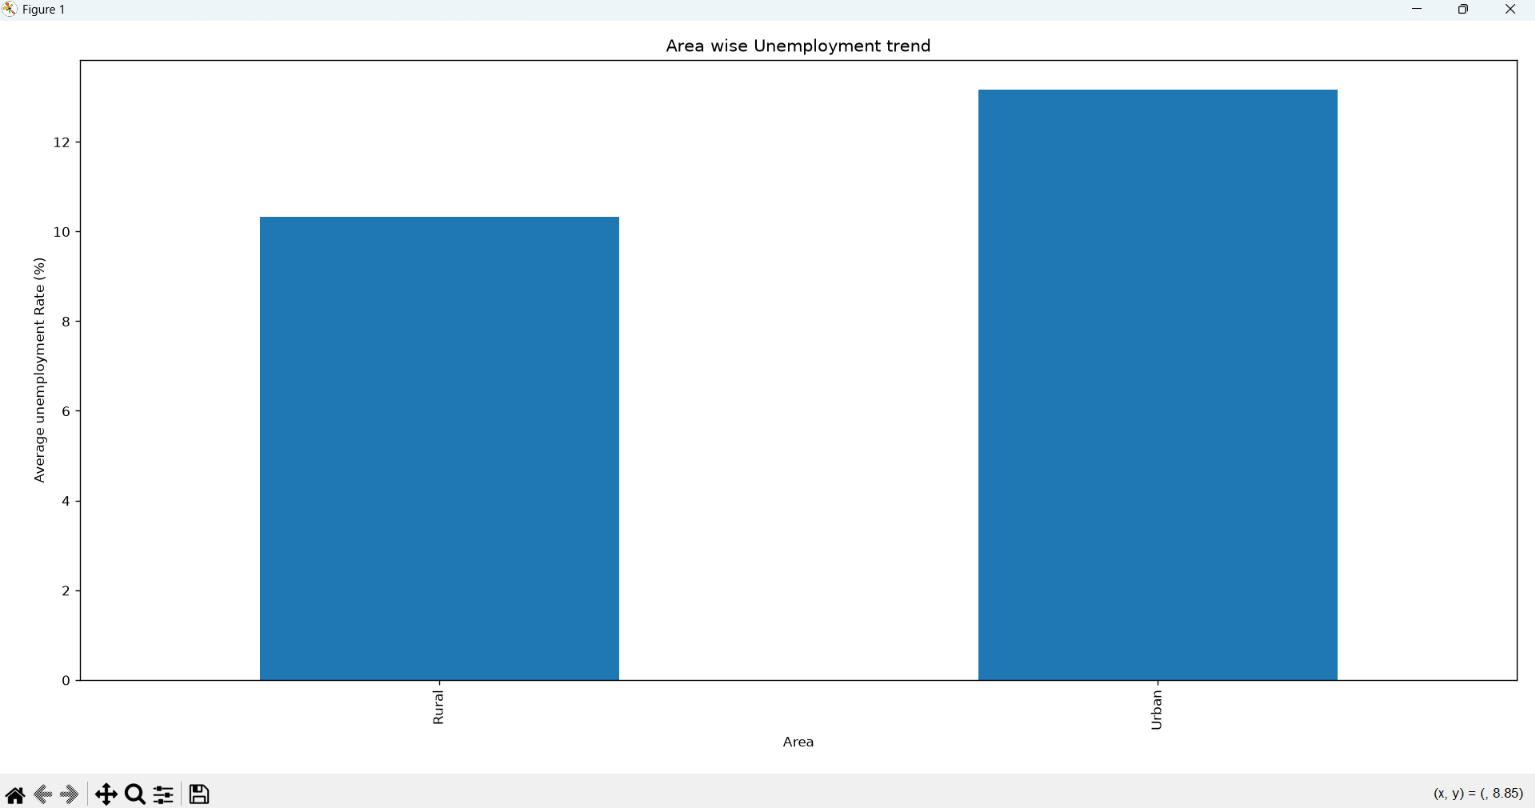 Figure 1
Area wise Unemployment trend
Average unemployment Rate (%)
12
10
8
6
4
2
0
Rural
Urban
Area
(x, y) = (, 8.85)